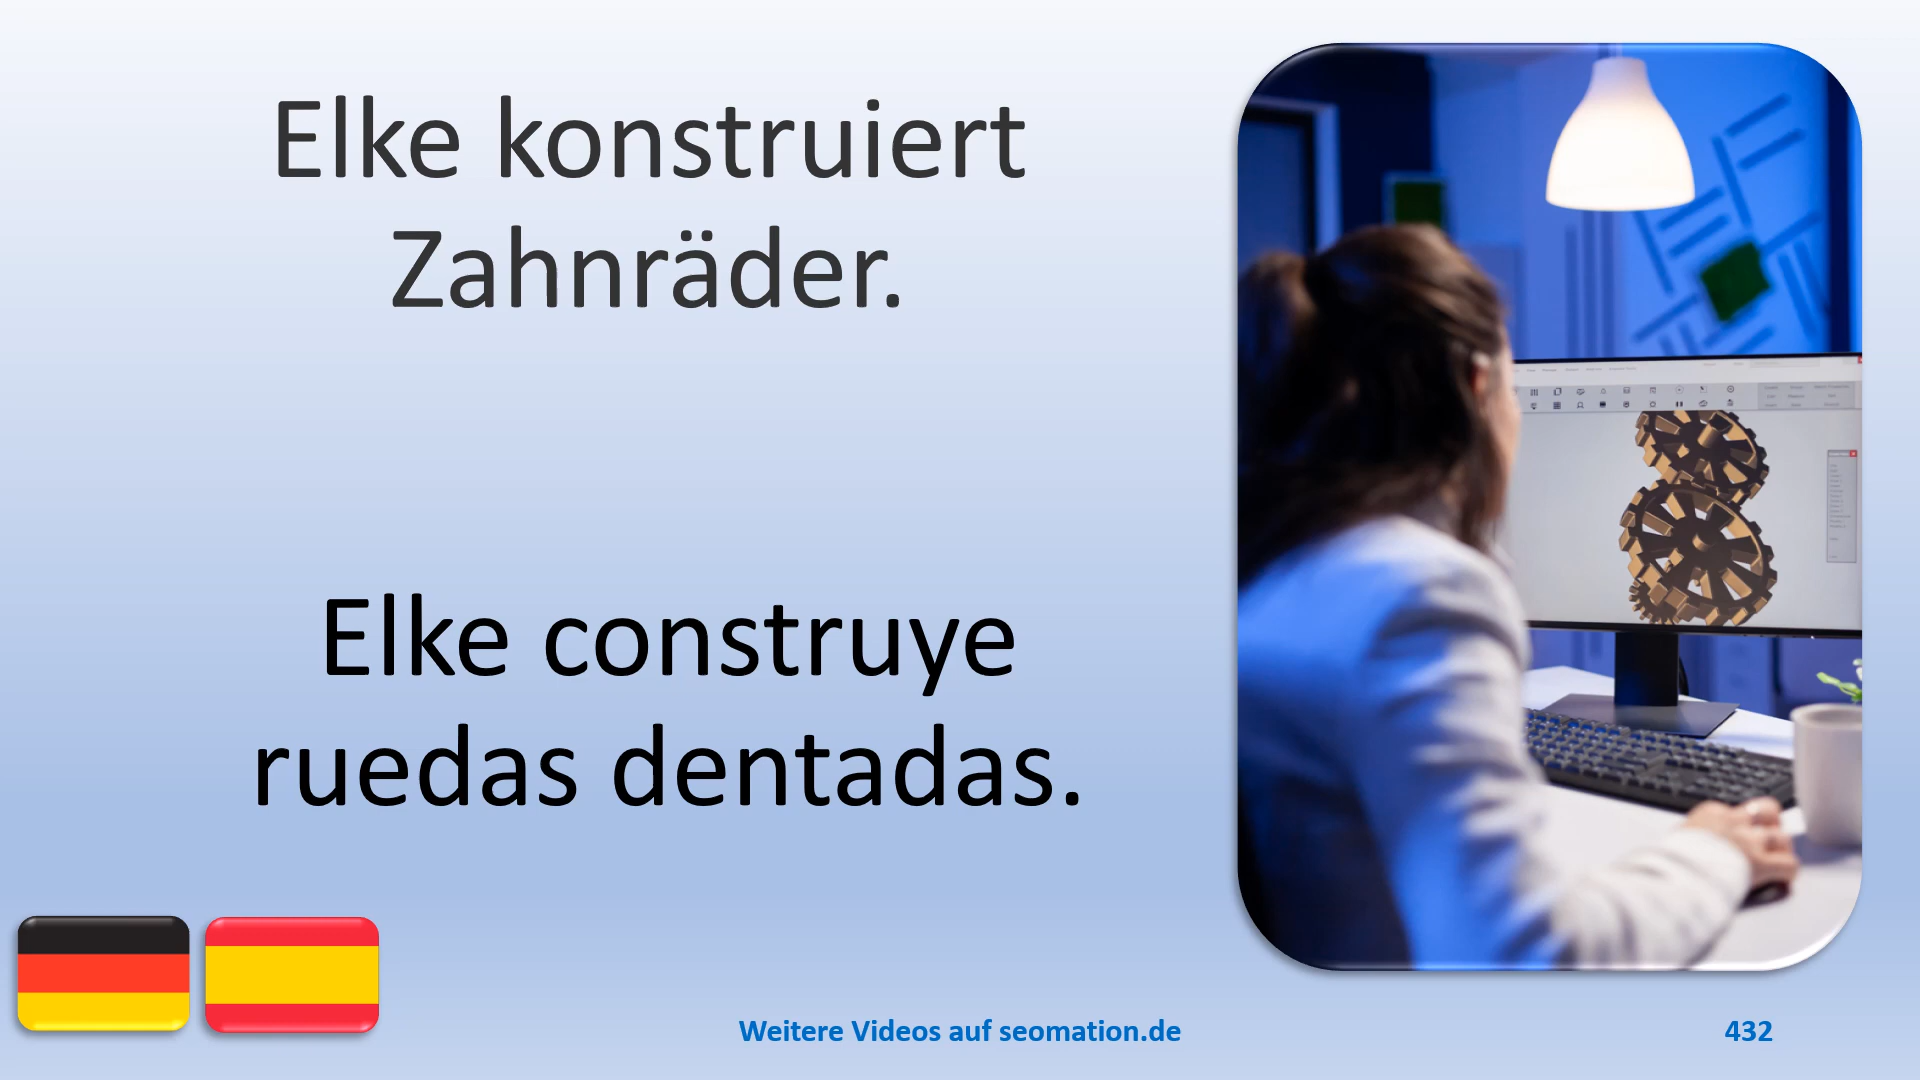 Elke konstruiert
Zahnräder.
Elke construye
ruedas dentadas.
Weitere Videos auf seomation.de
432